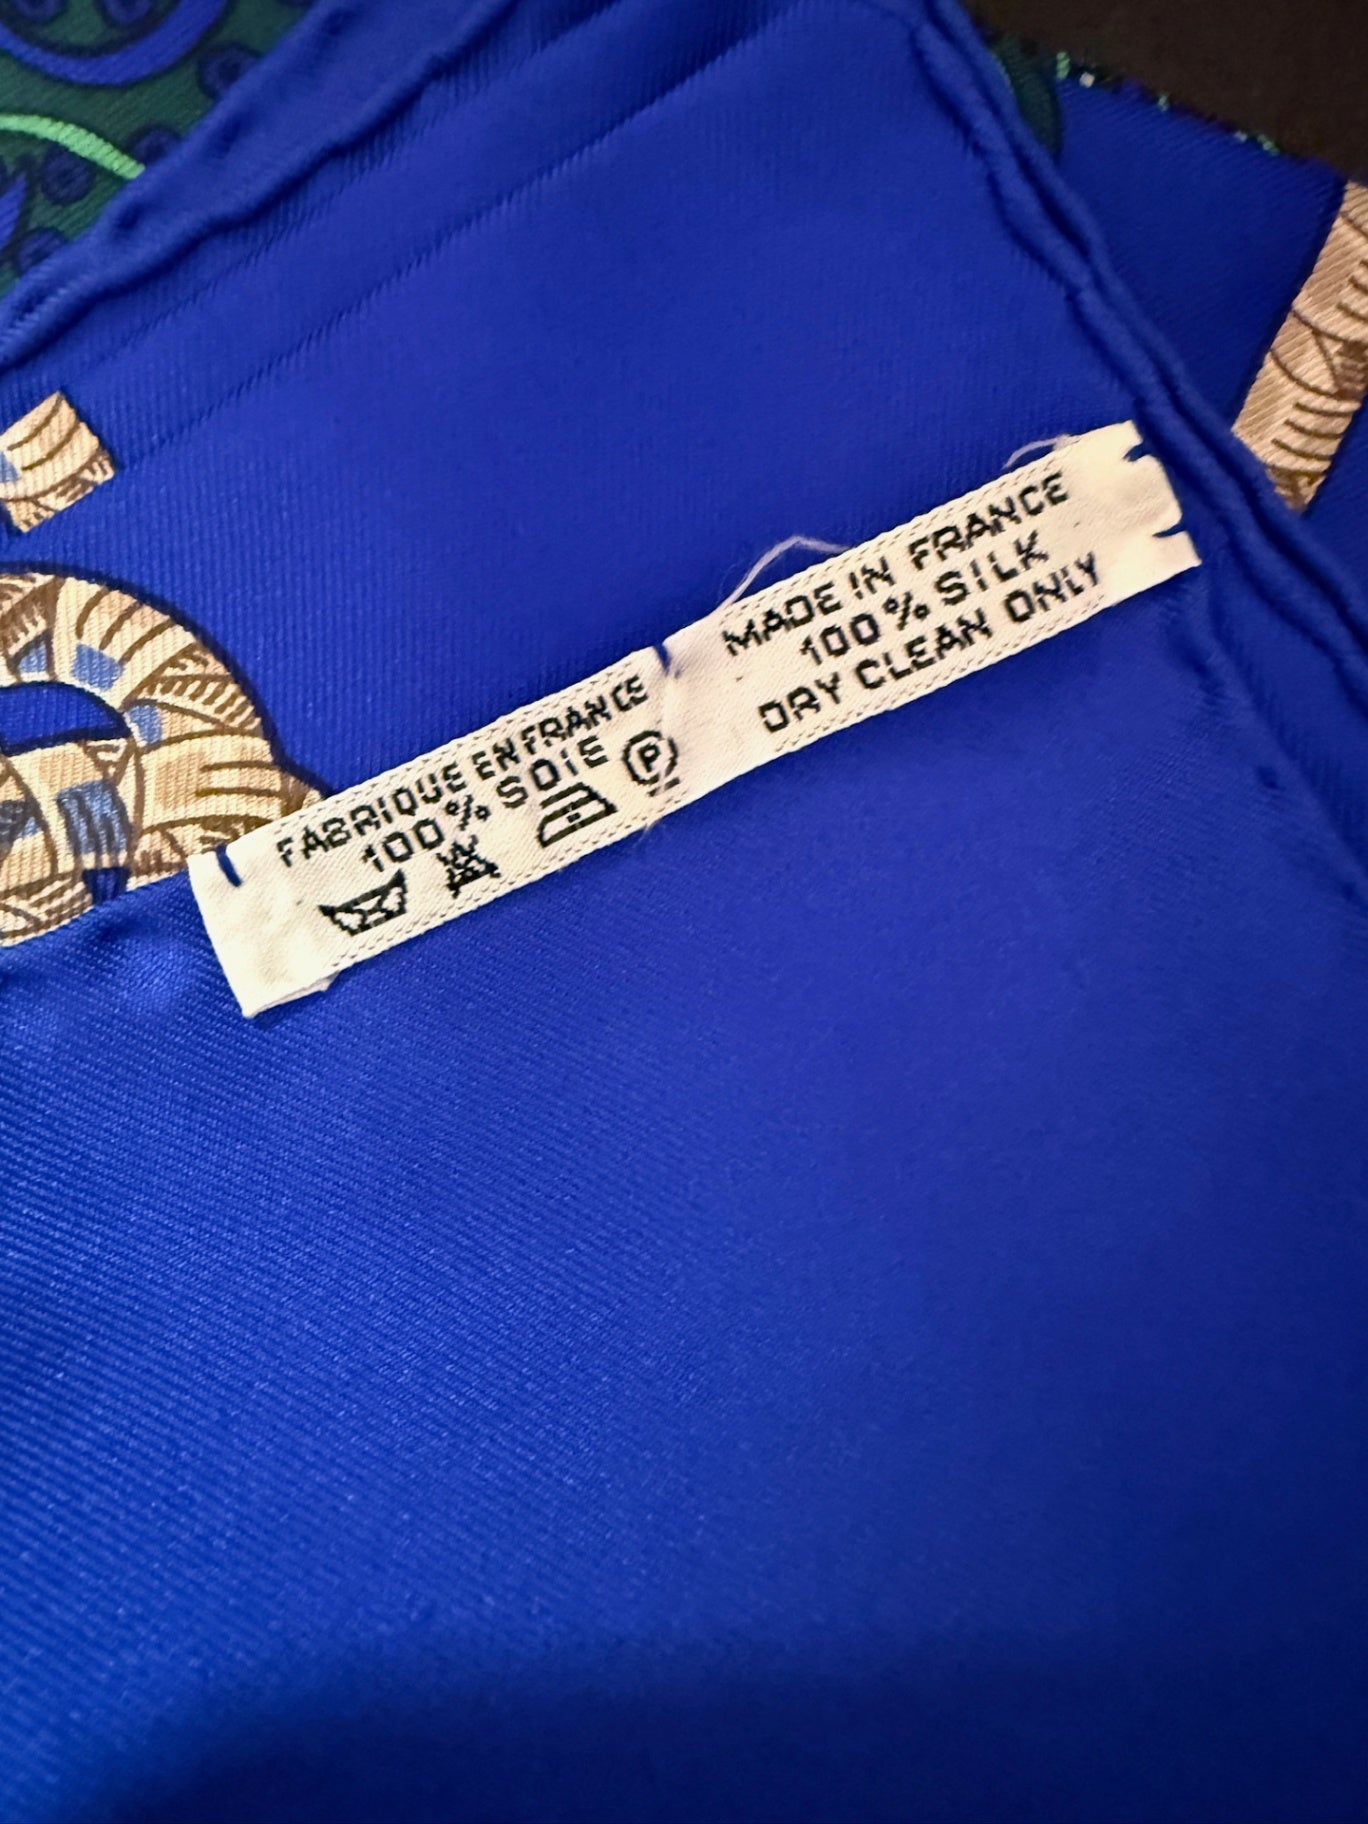 FABRIQUE EN FRANCE
100% SOIE
P
MADE IN FRANCE
100% SILK
DRY CLEAN ONLY